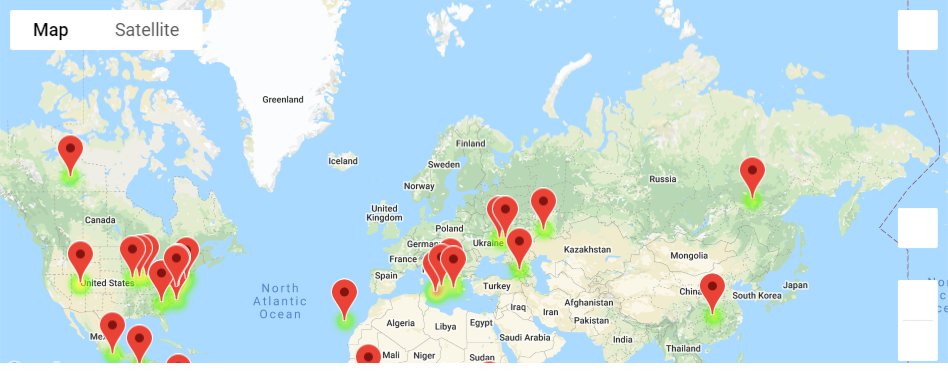 Map
Satellite
Greenland
Finland
Iceland
Sweden
Russia
Norway
Canada
United
Kingdom
Poland
German
Ukraine
Kazakhstan
France
Mongolia
Spain
United States
North
Atlantic
Ocean
Turkey
Japan
China
South Korea
Iraq
Afghanistan
Iran
Algeria
Libya
Egypt
Pakistan
Saudi Arabia
Me
India
Mali
Niger
Sudan
Thailand